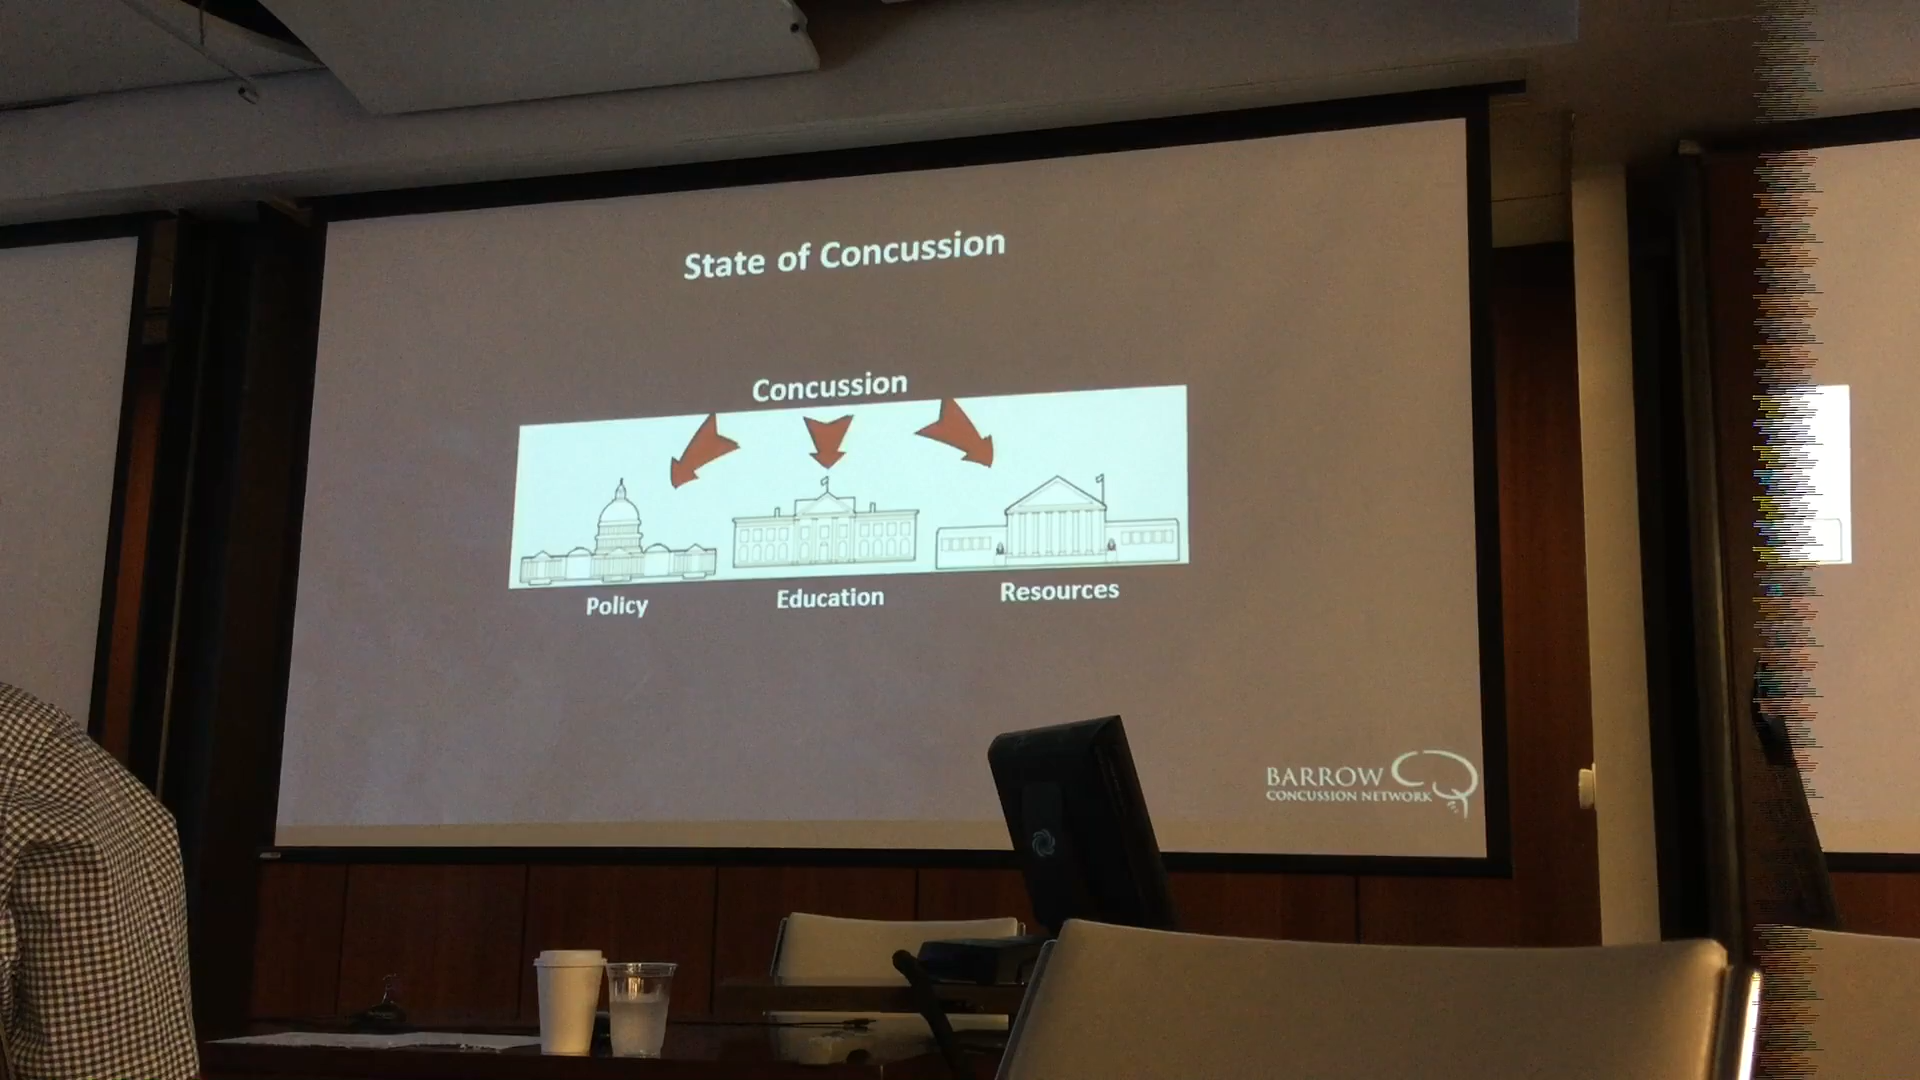 State of Concussion
Concussion
Policy
Education
Resources
BARROW
CONCUSSION NETWORK